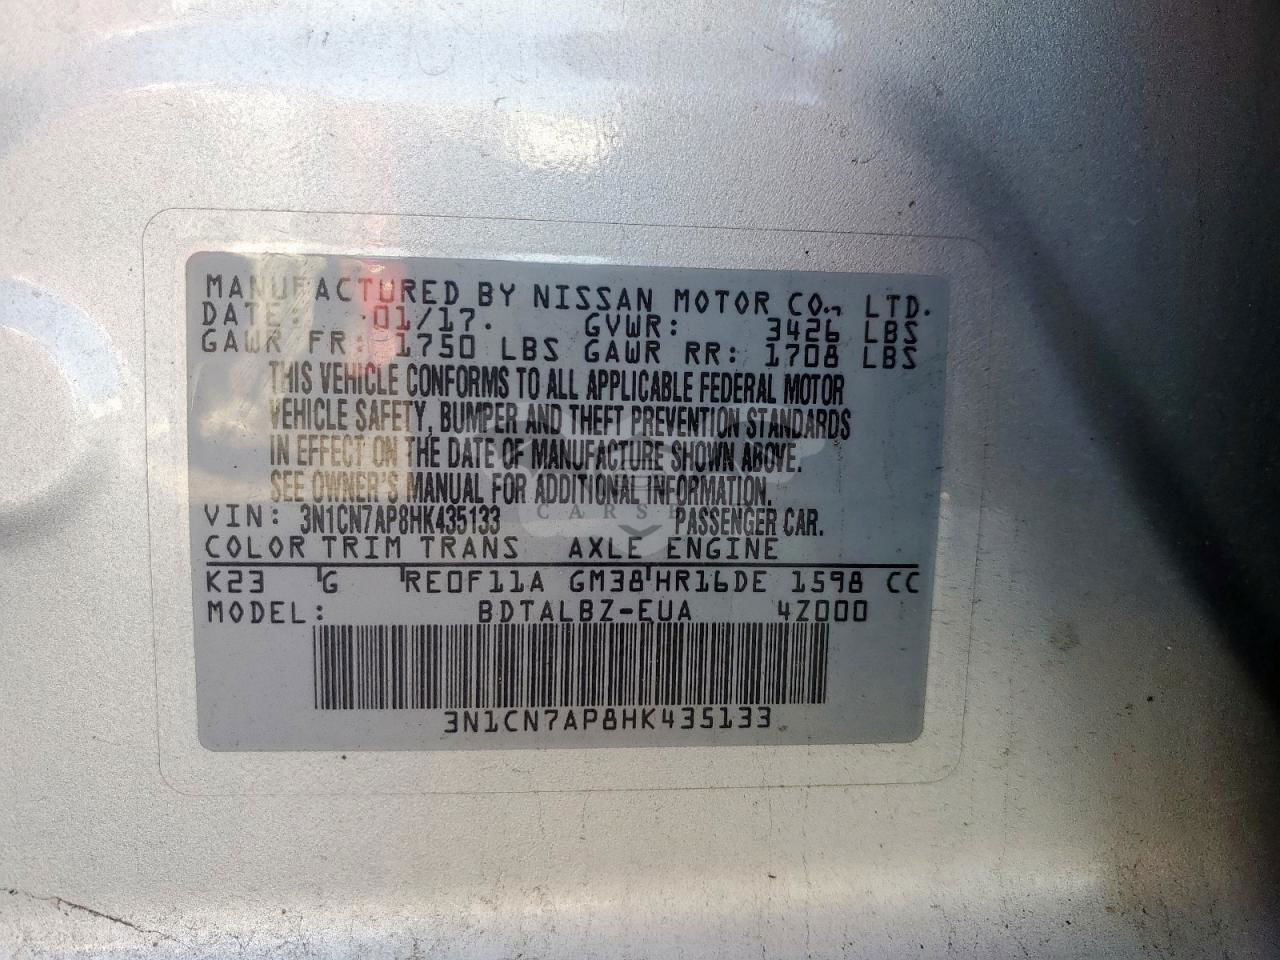 MANUFACTURED BY NISSAN MOTOR CO., LTD.
DATE: 01/17. GVWR: 3426 LBS
GAWR FR: 1750 LBS GAWR RR: 1708 LBS
THIS VEHICLE CONFORMS TO ALL APPLICABLE FEDERAL MOTOR
VEHICLE SAFETY, BUMPER AND THEFT PREVENTION STANDARDS
IN EFFECT ON THE DATE OF MANUFACTURE SHOWN ABOVE.
SEE OWNER'S MANUAL FOR ADDITIONAL INFORMATION.
VIN: 3N1CN7AP8HK435133 PASSENGER CAR.
COLOR TRIM TRANS AXLE ENGINE
K23 G RE0F11A GM38 HR16DE 1598 CC
MODEL: BDTALBZ-EUA 4Z000
3N1CN7AP8HK435133